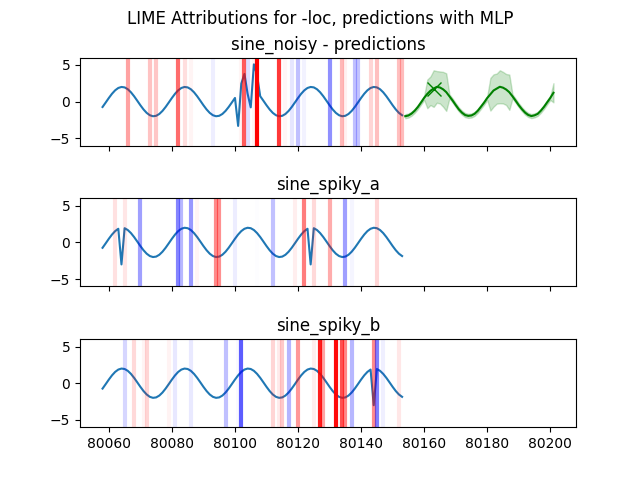 LIME Attributions for -loc, predictions with MLP
sine_noisy - predictions
5
0
−5
sine_spiky_a
5
0
−5
sine_spiky_b
5
0
−5
80060 80080 80100 80120 80140 80160 80180 80200